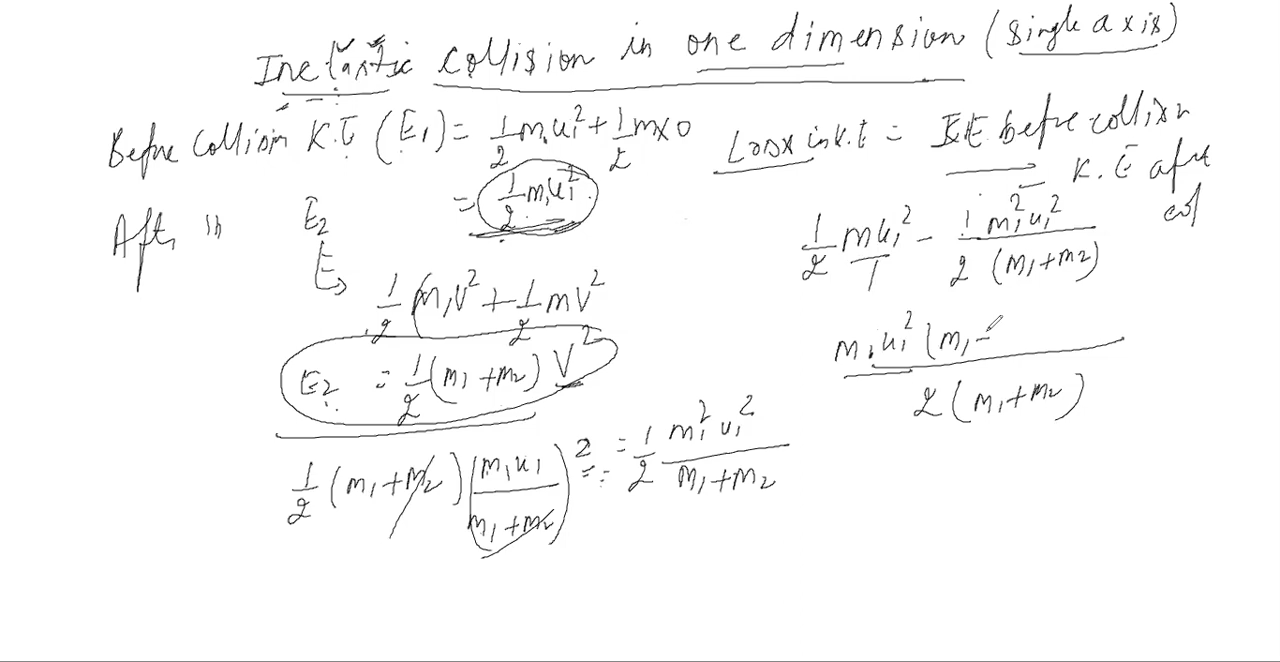 Inelastic collision in one dimension (single axis)
Before collision K.E (E₁) = 1/2 m₁u₁² + 1/2 m×0
= 1/2 m₁u₁²
After " E₂
1/2 m₁v² + 1/2 mv²
E₂ = 1/2 (m₁+m₂) V²
1/2 (m₁+m₂) (m₁u₁/m₁+m₂)² = = 1/2 m₁²u₁²/m₁+m₂
Loss in k.E = K.E before collision
- K.E after
col
1/2 mu₁² - 1/2 m₁²u₁²/(m₁+m₂)
m₁u₁² (m₁ -
2 (m₁+m₂)